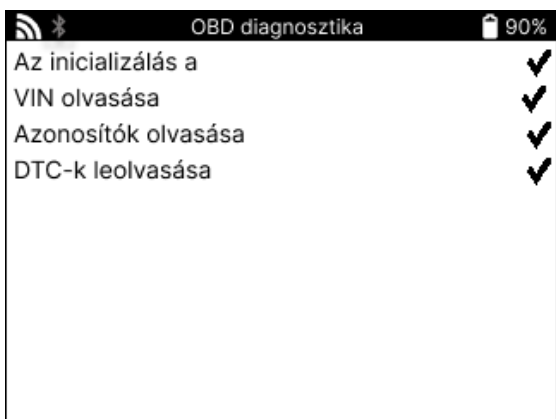 OBD diagnosztika 90%
Az inicializálás a
VIN olvasása
Azonosítók olvasása
DTC-k leolvasása